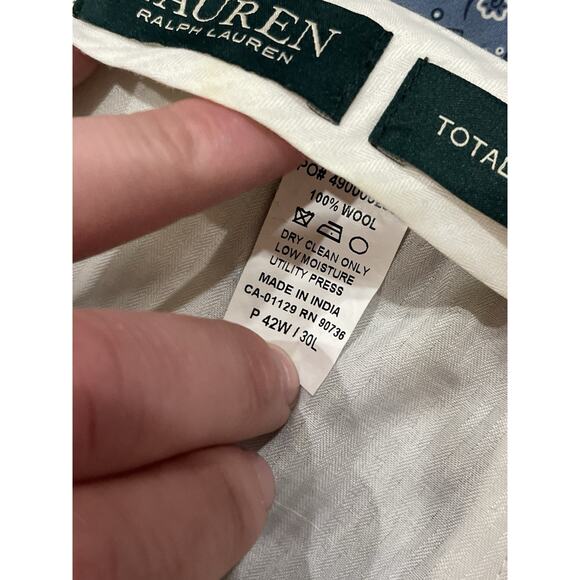 LAUREN
RALPH LAUREN
TOTAL
100% WOOL
DRY CLEAN ONLY
LOW MOISTURE
UTILITY PRESS
MADE IN INDIA
CA-01129 RN 90736
P 42W / 30L